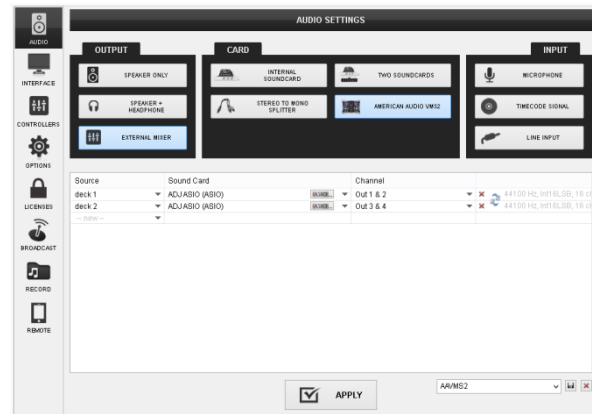 AUDIO SETTINGS
AUDIO
INTERFACE
CONTROLLERS
OPTIONS
LICENSES
BROADCAST
RECORD
REMOTE
OUTPUT
SPEAKER ONLY
SPEAKER +
HEADPHONE
EXTERNAL MIXER
CARD
INTERNAL
SOUNDCARD
TWO SOUNDCARDS
STEREO TO MONO
SPLITTER
AMERICAN AUDIO VMS2
INPUT
MICROPHONE
TIMECODE SIGNAL
LINE INPUT
Source Sound Card Channel
deck 1 ADJASIO (ASIO) Out 1 & 2 44100 Hz, Int16LSB, 16 ch
deck 2 ADJASIO (ASIO) Out 3 & 4 44100 Hz, Int16LSB, 16 ch
-- new --
APPLY
AAVMS2